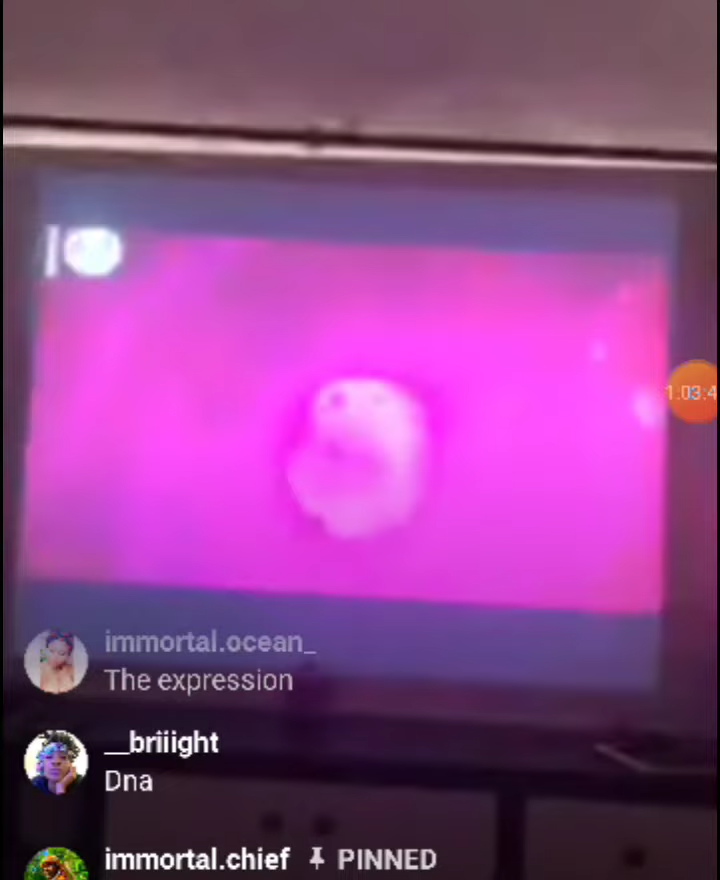 1:03:4
immortal.ocean_
The expression
__briiight
Dna
immortal.chief PINNED